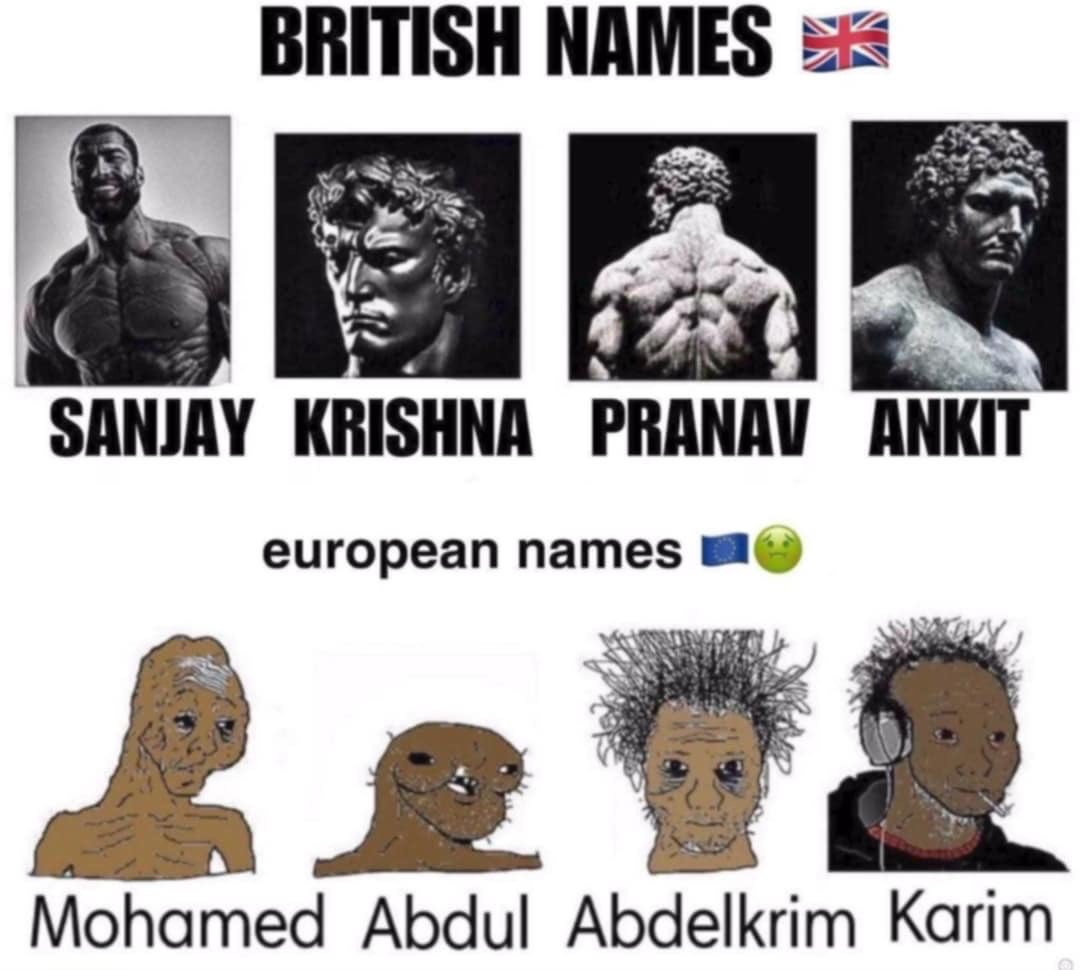 BRITISH NAMES 🇬🇧
SANJAY KRISHNA PRANAV ANKIT
european names 🇪🇺🤢
Mohamed Abdul Abdelkrim Karim